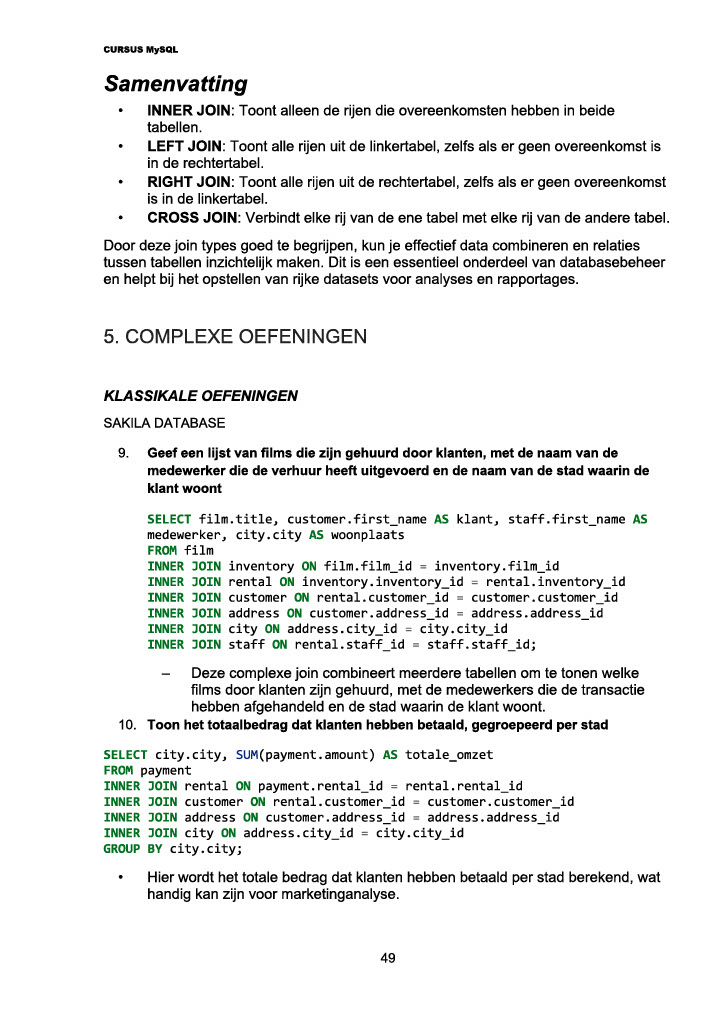 CURSUS MySQL
Samenvatting
• INNER JOIN: Toont alleen de rijen die overeenkomsten hebben in beide
tabellen.
• LEFT JOIN: Toont alle rijen uit de linkertabel, zelfs als er geen overeenkomst is
in de rechtertabel.
• RIGHT JOIN: Toont alle rijen uit de rechtertabel, zelfs als er geen overeenkomst
is in de linkertabel.
• CROSS JOIN: Verbindt elke rij van de ene tabel met elke rij van de andere tabel.
Door deze join types goed te begrijpen, kun je effectief data combineren en relaties
tussen tabellen inzichtelijk maken. Dit is een essentieel onderdeel van databasebeheer
en helpt bij het opstellen van rijke datasets voor analyses en rapportages.
5. COMPLEXE OEFENINGEN
KLASSIKALE OEFENINGEN
SAKILA DATABASE
9. Geef een lijst van films die zijn gehuurd door klanten, met de naam van de
medewerker die de verhuur heeft uitgevoerd en de naam van de stad waarin de
klant woont
SELECT film.title, customer.first_name AS klant, staff.first_name AS
medewerker, city.city AS woonplaats
FROM film
INNER JOIN inventory ON film.film_id = inventory.film_id
INNER JOIN rental ON inventory.inventory_id = rental.inventory_id
INNER JOIN customer ON rental.customer_id = customer.customer_id
INNER JOIN address ON customer.address_id = address.address_id
INNER JOIN city ON address.city_id = city.city_id
INNER JOIN staff ON rental.staff_id = staff.staff_id;
– Deze complexe join combineert meerdere tabellen om te tonen welke
films door klanten zijn gehuurd, met de medewerkers die de transactie
hebben afgehandeld en de stad waarin de klant woont.
10. Toon het totaalbedrag dat klanten hebben betaald, gegroepeerd per stad
SELECT city.city, SUM(payment.amount) AS totale_omzet
FROM payment
INNER JOIN rental ON payment.rental_id = rental.rental_id
INNER JOIN customer ON rental.customer_id = customer.customer_id
INNER JOIN address ON customer.address_id = address.address_id
INNER JOIN city ON address.city_id = city.city_id
GROUP BY city.city;
• Hier wordt het totale bedrag dat klanten hebben betaald per stad berekend, wat
handig kan zijn voor marketinganalyse.
49